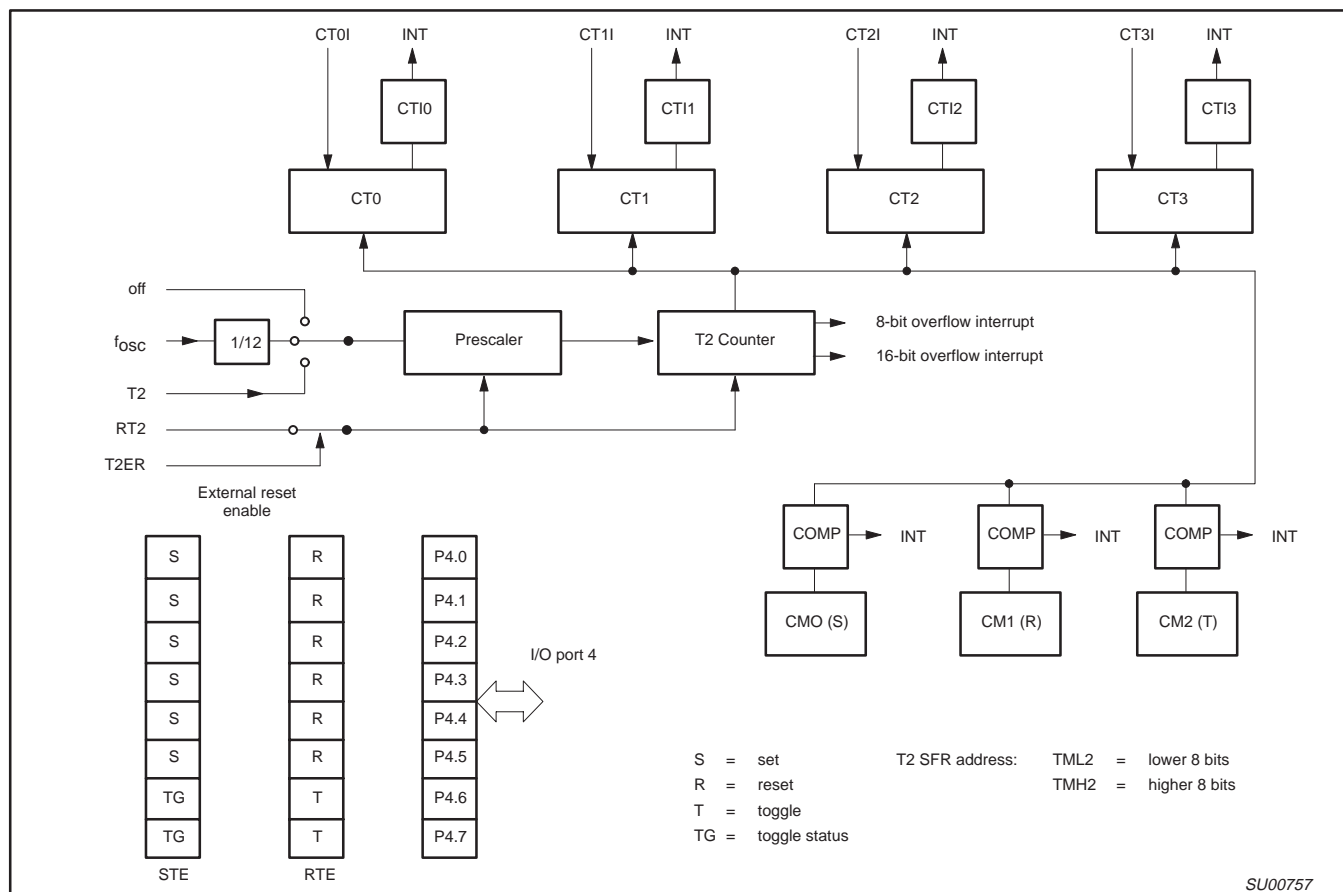 CT0I INT CT1I INT CT2I INT CT3I INT
CTI0 CTI1 CTI2 CTI3
CT0 CT1 CT2 CT3
off
fosc 1/12 Prescaler T2 Counter
8-bit overflow interrupt
16-bit overflow interrupt
T2
RT2
T2ER
External reset
enable
COMP INT COMP INT COMP INT
CMO (S) CM1 (R) CM2 (T)
S R P4.0
S R P4.1
S R P4.2
S R P4.3
S R P4.4
S R P4.5
TG T P4.6
TG T P4.7
STE RTE
I/O port 4
S = set
R = reset
T = toggle
TG = toggle status
T2 SFR address: TML2 = lower 8 bits
TMH2 = higher 8 bits
SU00757